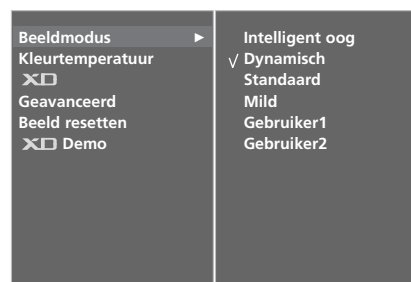 Beeldmodus ►
Kleurtemperatuur
XD
Geavanceerd
Beeld resetten
XD Demo
Intelligent oog
√ Dynamisch
Standaard
Mild
Gebruiker1
Gebruiker2